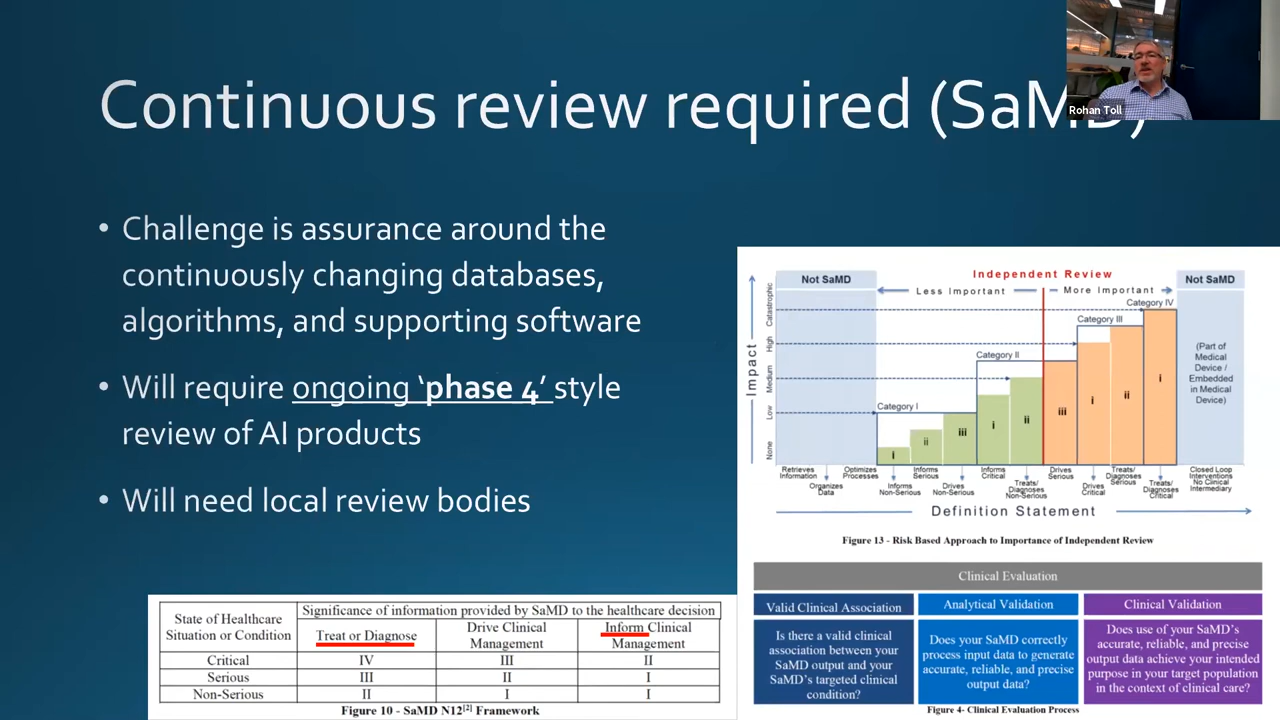 Continuous review required (SaMD)
Rohan Toll
• Challenge is assurance around the
continuously changing databases,
algorithms, and supporting software
• Will require ongoing ‘phase 4’ style
review of AI products
• Will need local review bodies
Independent Review
Not SaMD
Not SaMD
Less Important
More Important
Category IV
Category III
Category II
Category I
Impact
Catastrophic
High
Medium
Low
None
i
ii
iii
i
ii
iii
i
ii
i
(Part of
Medical
Device /
Embedded
in Medical
Device)
Retrieves
Information
Organizes
Data
Optimizes
Processes
Informs
Non-Serious
Informs
Serious
Drives
Non-Serious
Informs
Critical
Treats/
Diagnoses
Non-Serious
Drives
Serious
Drives
Critical
Treats/
Diagnoses
Serious
Treats/
Diagnoses
Critical
Closed Loop
Interventions
No Clinical
Intermediary
Definition Statement
Figure 13 - Risk Based Approach to Importance of Independent Review
State of Healthcare
Situation or Condition
Significance of information provided by SaMD to the healthcare decision
Treat or Diagnose
Drive Clinical
Management
Inform Clinical
Management
Critical IV III II
Serious III II I
Non-Serious II I I
Figure 10 - SaMD N12[2] Framework
Clinical Evaluation
Valid Clinical Association
Is there a valid clinical
association between your
SaMD output and your
SaMD's targeted clinical
condition?
Analytical Validation
Does your SaMD correctly
process input data to generate
accurate, reliable, and precise
output data?
Clinical Validation
Does use of your SaMD's
accurate, reliable, and precise
output data achieve your intended
purpose in your target population
in the context of clinical care?
Figure 4- Clinical Evaluation Process